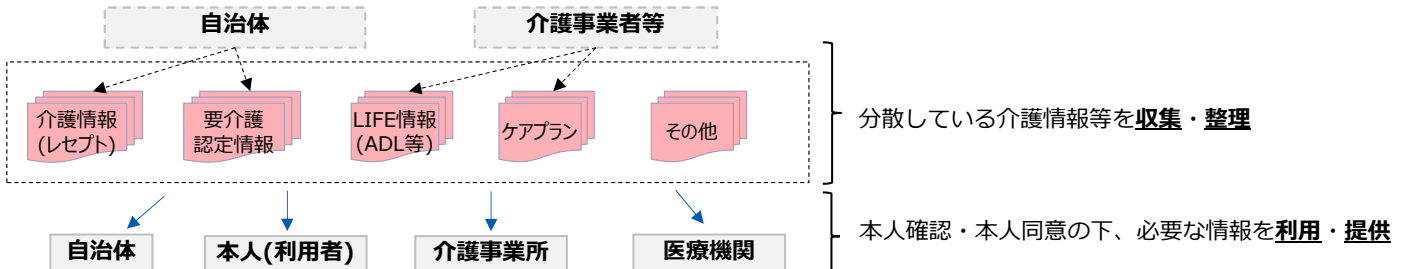 自治体
介護事業者等
介護情報
(レセプト)
要介護
認定情報
LIFE情報
(ADL等)
ケアプラン
その他
分散している介護情報等を収集・整理
本人確認・本人同意の下、必要な情報を利用・提供
自治体
本人(利用者)
介護事業所
医療機関